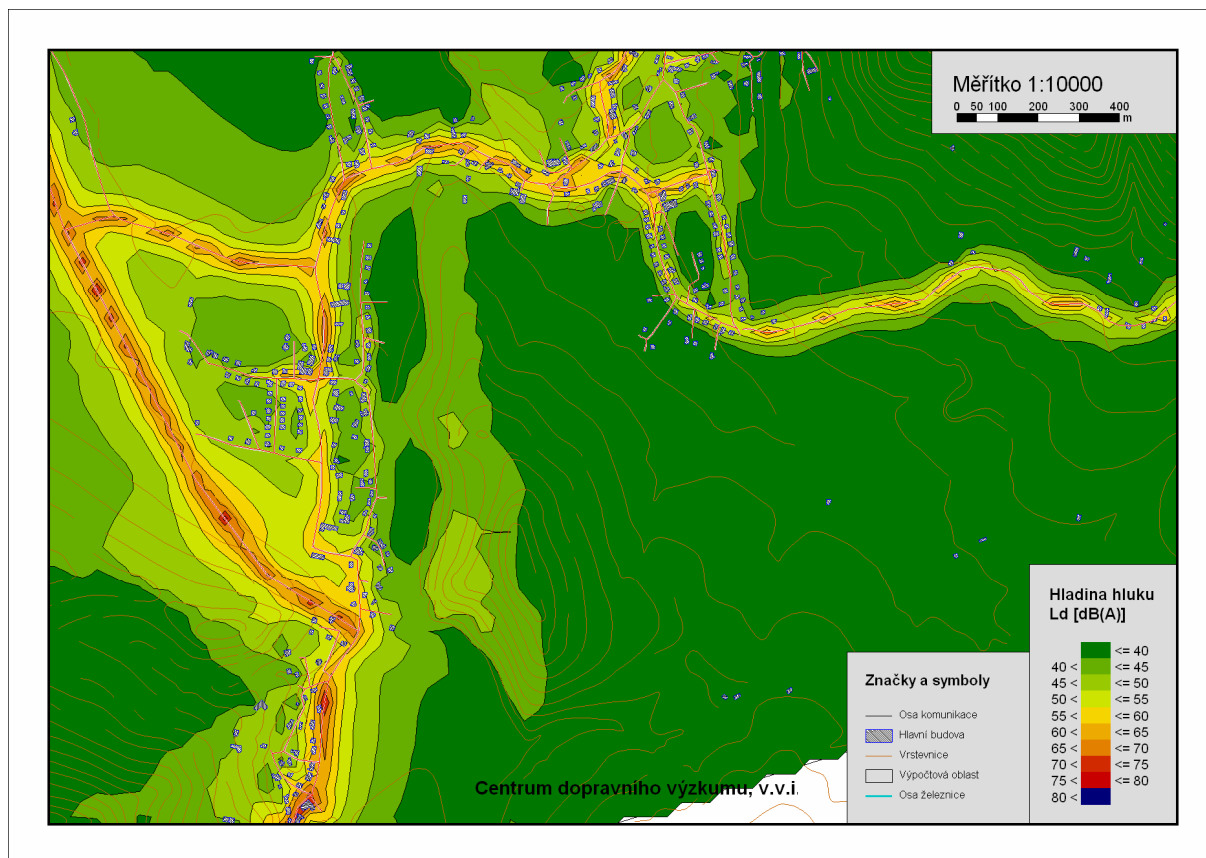 Měřítko 1:10000
0 50 100 200 300 400
m
Hladina hluku
Ld [dB(A)]
<= 40
40 < <= 45
45 < <= 50
50 < <= 55
55 < <= 60
60 < <= 65
65 < <= 70
70 < <= 75
75 < <= 80
80 <
Značky a symboly
Osa komunikace
Hlavní budova
Vrstevnice
Výpočtová oblast
Osa železnice
Centrum dopravního výzkumu, v.v.i.